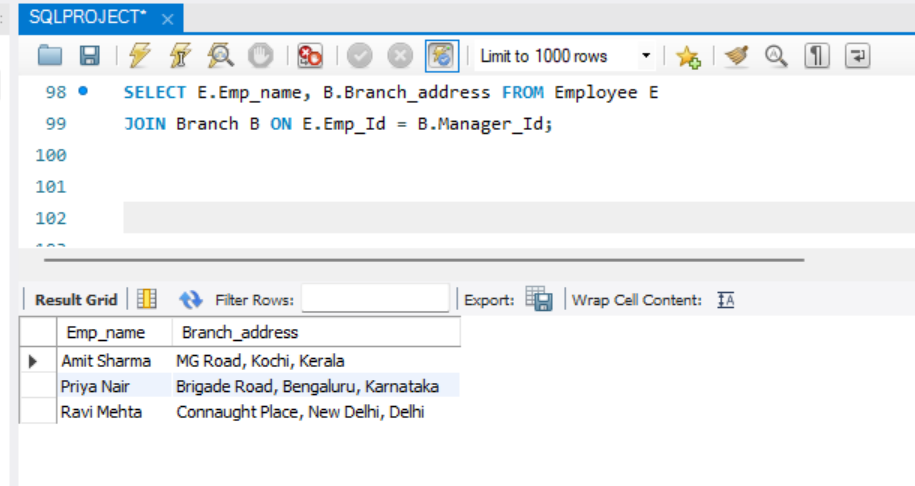 SQLPROJECT*
Limit to 1000 rows
98 SELECT E.Emp_name, B.Branch_address FROM Employee E
99 JOIN Branch B ON E.Emp_Id = B.Manager_Id;
100
101
102
Result Grid Filter Rows: Export: Wrap Cell Content:
Emp_name Branch_address
Amit Sharma MG Road, Kochi, Kerala
Priya Nair Brigade Road, Bengaluru, Karnataka
Ravi Mehta Connaught Place, New Delhi, Delhi